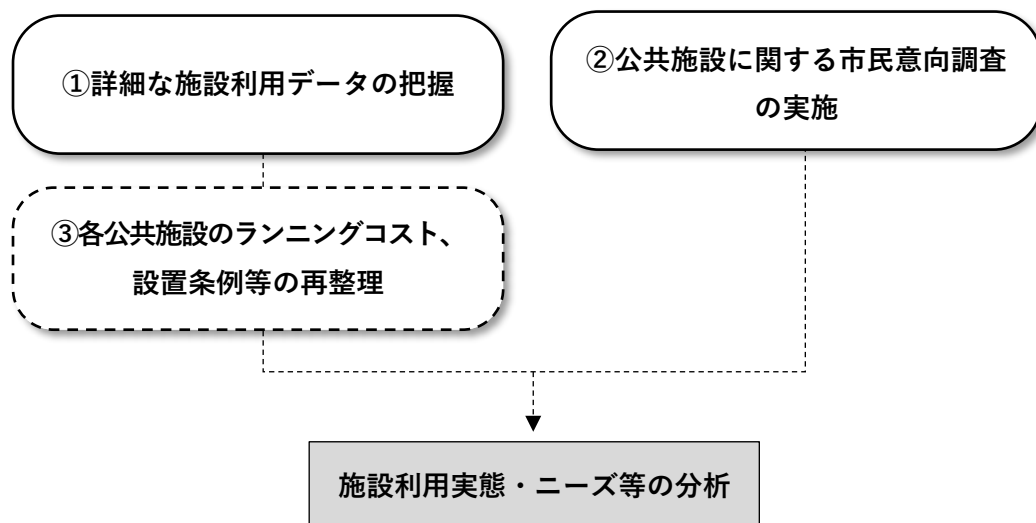 ①詳細な施設利用データの把握
②公共施設に関する市民意向調査
の実施
③各公共施設のランニングコスト、
設置条例等の再整理
施設利用実態・ニーズ等の分析